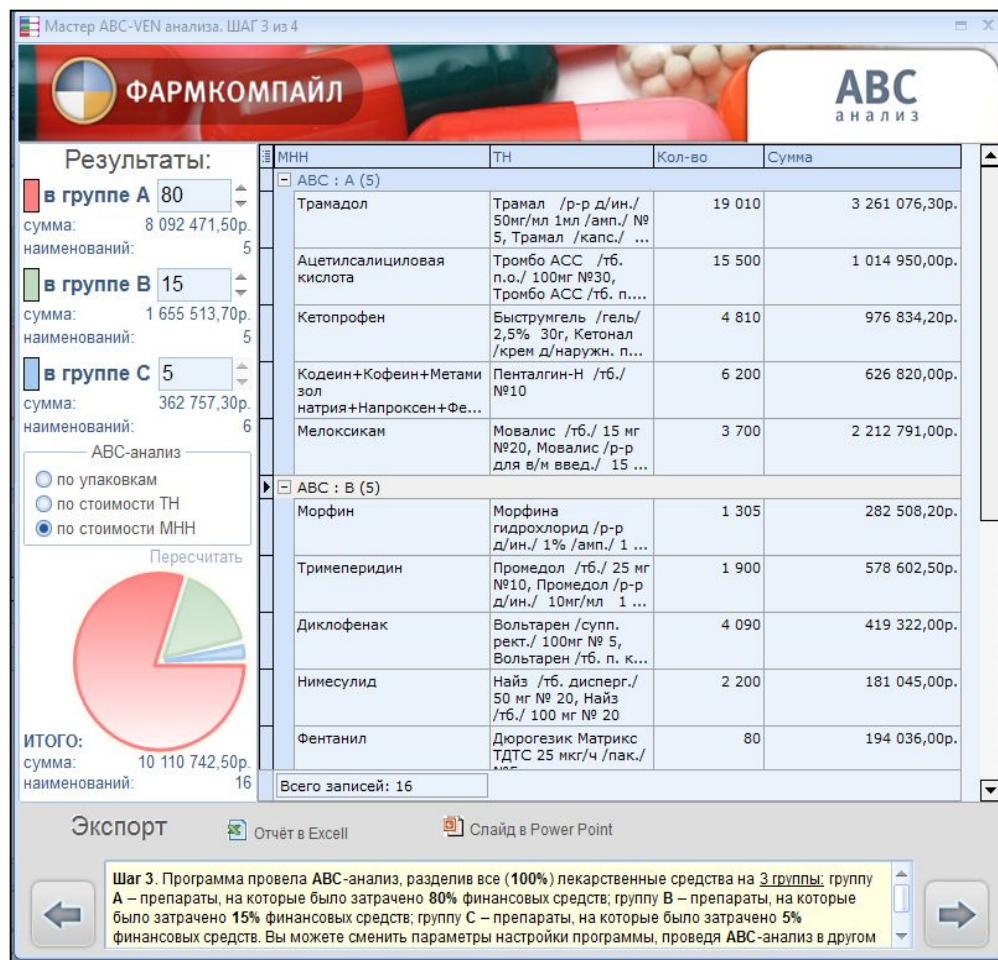 Мастер ABC-VEN анализа. ШАГ 3 из 4
ФАРМКОМПАЙЛ
ABC
анализ
Результаты:
в группе A 80
сумма: 8 092 471,50р.
наименований: 5
в группе B 15
сумма: 1 655 513,70р.
наименований: 5
в группе C 5
сумма: 362 757,30р.
наименований: 6
ABC-анализ
по упаковкам
по стоимости ТН
по стоимости МНН
Пересчитать
ИТОГО:
сумма: 10 110 742,50р.
наименований: 16
МНН ТН Кол-во Сумма
ABC : A (5)
Трамадол Трамал /р-р д/ин./ 19 010 3 261 076,30р.
50мг/мл 1мл /амп./ №
5, Трамал /капс./ ...
Ацетилсалициловая Тромбо АСС /тб. 15 500 1 014 950,00р.
кислота п.о./ 100мг №30,
Тромбо АСС /тб. п....
Кетопрофен Быструмгель /гель/ 4 810 976 834,20р.
2,5% 30г, Кетонал
/крем д/наружн. п...
Кодеин+Кофеин+Метами Пенталгин-Н /тб./ 6 200 626 820,00р.
зол №10
натрия+Напроксен+Фе...
Мелоксикам Мовалис /тб./ 15 мг 3 700 2 212 791,00р.
№20, Мовалис /р-р
для в/м введ./ 15 ...
ABC : B (5)
Морфин Морфина 1 305 282 508,20р.
гидрохлорид /р-р
д/ин./ 1% /амп./ 1 ...
Тримеперидин Промедол /тб./ 25 мг 1 900 578 602,50р.
№10, Промедол /р-р
д/ин./ 10мг/мл 1 ...
Диклофенак Вольтарен /супп. 4 090 419 322,00р.
рект./ 100мг № 5,
Вольтарен /тб. п. к...
Нимесулид Найз /тб. дисперг./ 2 200 181 045,00р.
50 мг № 20, Найз
/тб./ 100 мг № 20
Фентанил Дюрогезик Матрикс 80 194 036,00р.
ТДТС 25 мкг/ч /пак./
Всего записей: 16
Экспорт Отчёт в Excell Слайд в Power Point
Шаг 3. Программа провела ABC-анализ, разделив все (100%) лекарственные средства на 3 группы: группу
A – препараты, на которые было затрачено 80% финансовых средств; группу B – препараты, на которые
было затрачено 15% финансовых средств; группу C – препараты, на которые было затрачено 5%
финансовых средств. Вы можете сменить параметры настройки программы, проведя ABC-анализ в другом